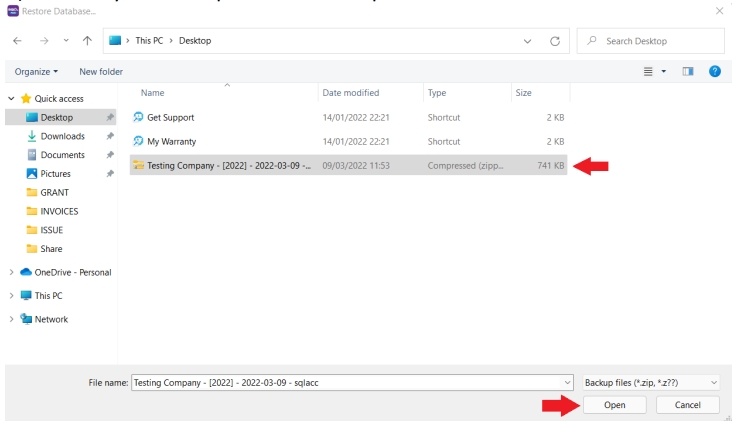 Restore Database...
This PC > Desktop
Search Desktop
Organize
New folder
Name Date modified Type Size
Quick access
Desktop
Downloads
Documents
Pictures
GRANT
INVOICES
ISSUE
Share
OneDrive - Personal
This PC
Network
Get Support 14/01/2022 22:21 Shortcut 2 KB
My Warranty 14/01/2022 22:21 Shortcut 2 KB
Testing Company - [2022] - 2022-03-09 -... 09/03/2022 11:53 Compressed (zipp... 741 KB
File name: Testing Company - [2022] - 2022-03-09 - sqlacc
Backup files (*.zip, *.z??)
Open
Cancel